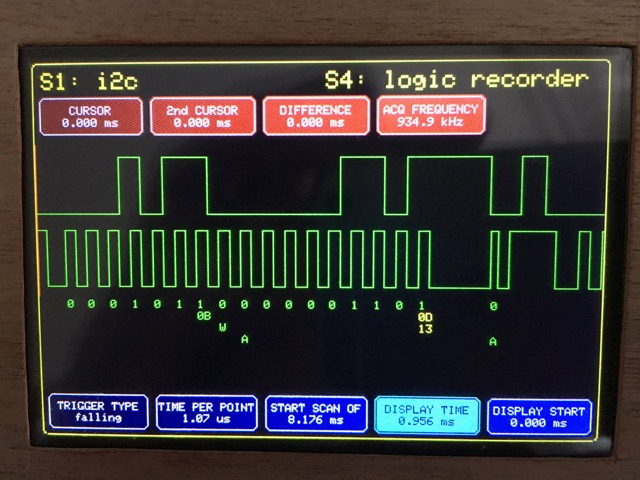 S1: i2c S4: logic recorder
CURSOR 2nd CURSOR DIFFERENCE ACQ FREQUENCY
0.000 ms 0.000 ms 0.000 ms 934.9 kHz
0 0 0 1 0 1 1 0 0 0 0 0 0 1 1 0 1 0
0B 0D
W 13
A A
TRIGGER TYPE TIME PER POINT START SCAN OF DISPLAY TIME DISPLAY START
falling 1.07 us 8.176 ms 0.956 ms 0.000 ms